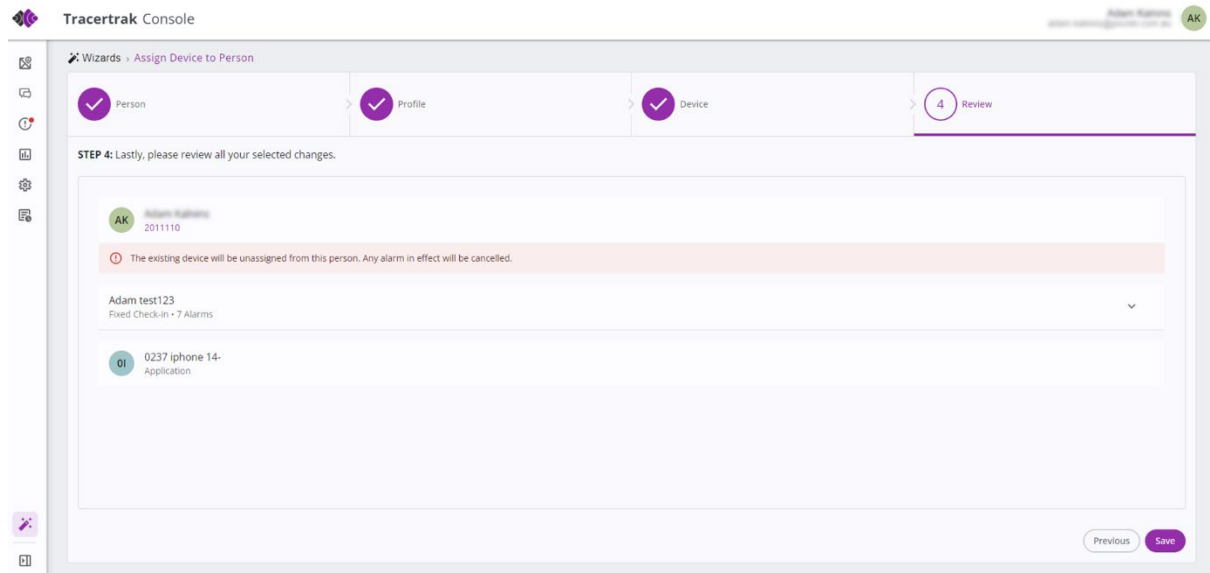 Tracertrak Console
AK
Wizards › Assign Device to Person
Person
Profile
Device
4 Review
STEP 4: Lastly, please review all your selected changes.
AK
2011110
The existing device will be unassigned from this person. Any alarm in effect will be cancelled.
Adam test123
Fixed Check-in • 7 Alarms
0I
0237 iphone 14-
Application
Previous Save